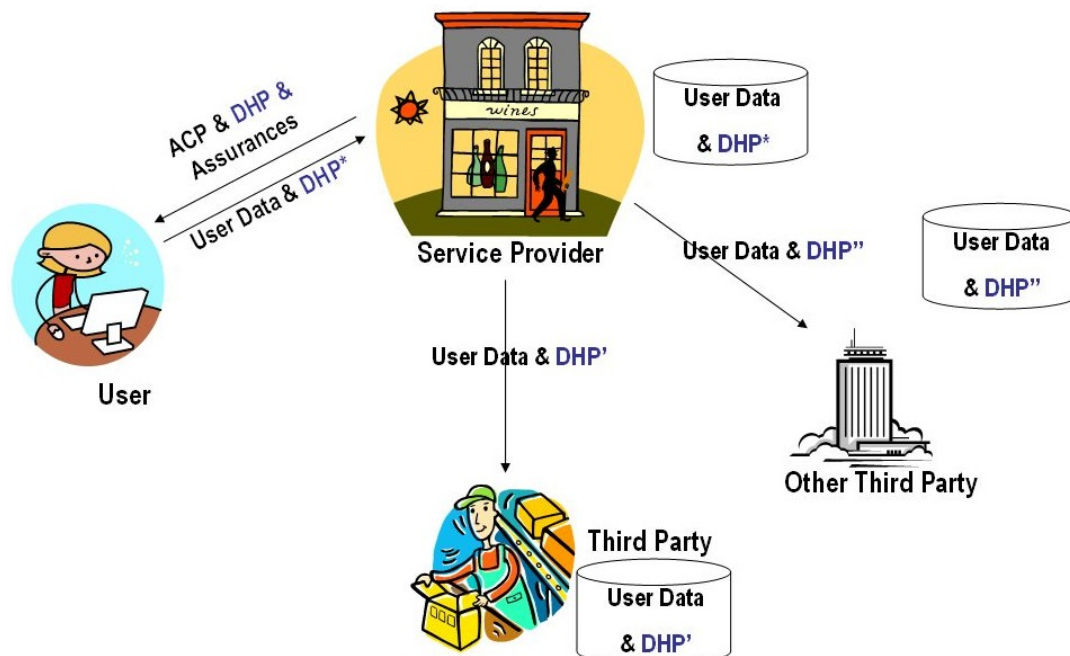 wines
User Data
& DHP*
ACP & DHP &
Assurances
User Data & DHP*
Service Provider
User Data & DHP’’
User Data
& DHP’’
User
User Data & DHP’
Other Third Party
Third Party
User Data
& DHP’